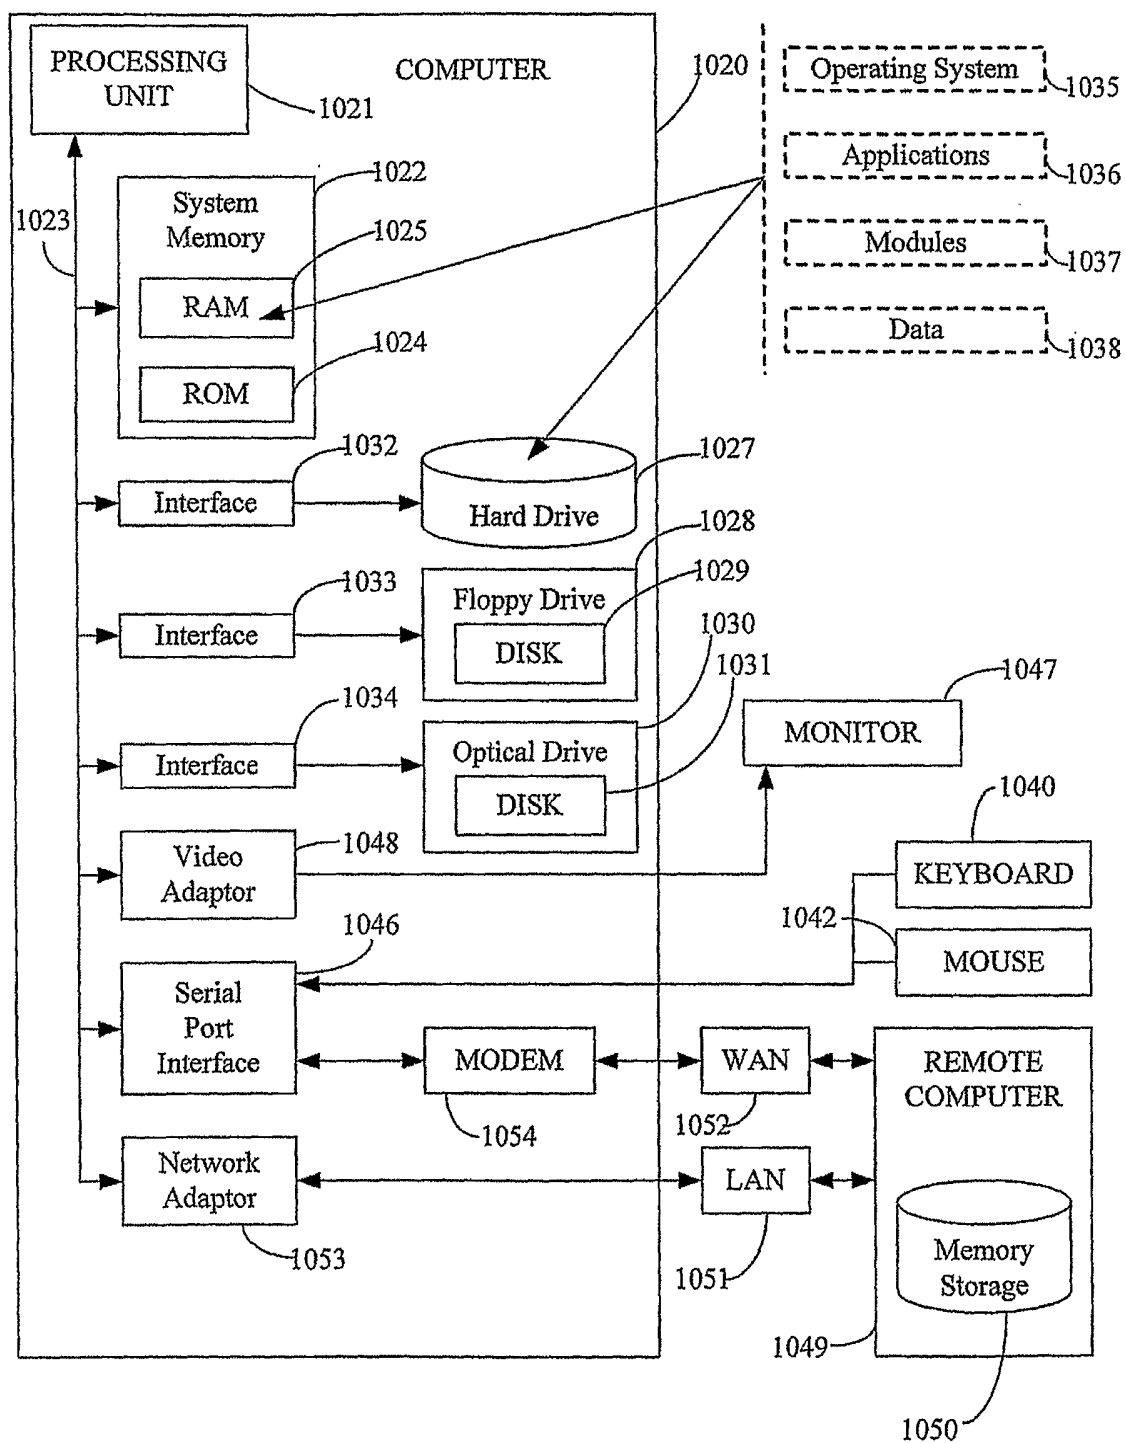 PROCESSING
UNIT
1021
COMPUTER
1020
Operating System
1035
Applications
1036
Modules
1037
Data
1038
1023
System
Memory
1022
RAM
1025
ROM
1024
Interface
1032
Hard Drive
1027
Interface
1033
Floppy Drive
1028
DISK
1029
Interface
1034
Optical Drive
1030
DISK
1031
MONITOR
1047
Video
Adaptor
1048
KEYBOARD
1040
MOUSE
1042
Serial
Port
Interface
1046
MODEM
1054
WAN
1052
REMOTE
COMPUTER
1049
Network
Adaptor
1053
LAN
1051
Memory
Storage
1050